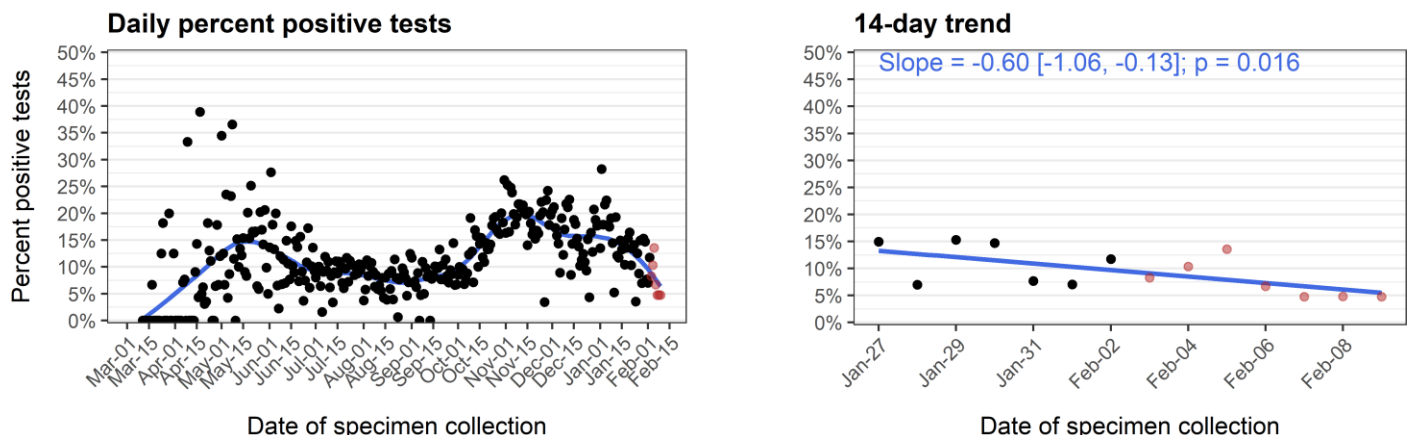 Daily percent positive tests
50%
45%
40%
35%
30%
25%
20%
15%
10%
5%
0%
Percent positive tests
Mar-01
Mar-15
Apr-01
Apr-15
May-01
May-15
Jun-01
Jun-15
Jul-01
Jul-15
Aug-01
Aug-15
Sep-01
Sep-15
Oct-01
Oct-15
Nov-01
Nov-15
Dec-01
Dec-15
Jan-01
Jan-15
Feb-01
Feb-15
Date of specimen collection
14-day trend
Slope = -0.60 [-1.06, -0.13]; p = 0.016
50%
45%
40%
35%
30%
25%
20%
15%
10%
5%
0%
Jan-27
Jan-29
Jan-31
Feb-02
Feb-04
Feb-06
Feb-08
Date of specimen collection